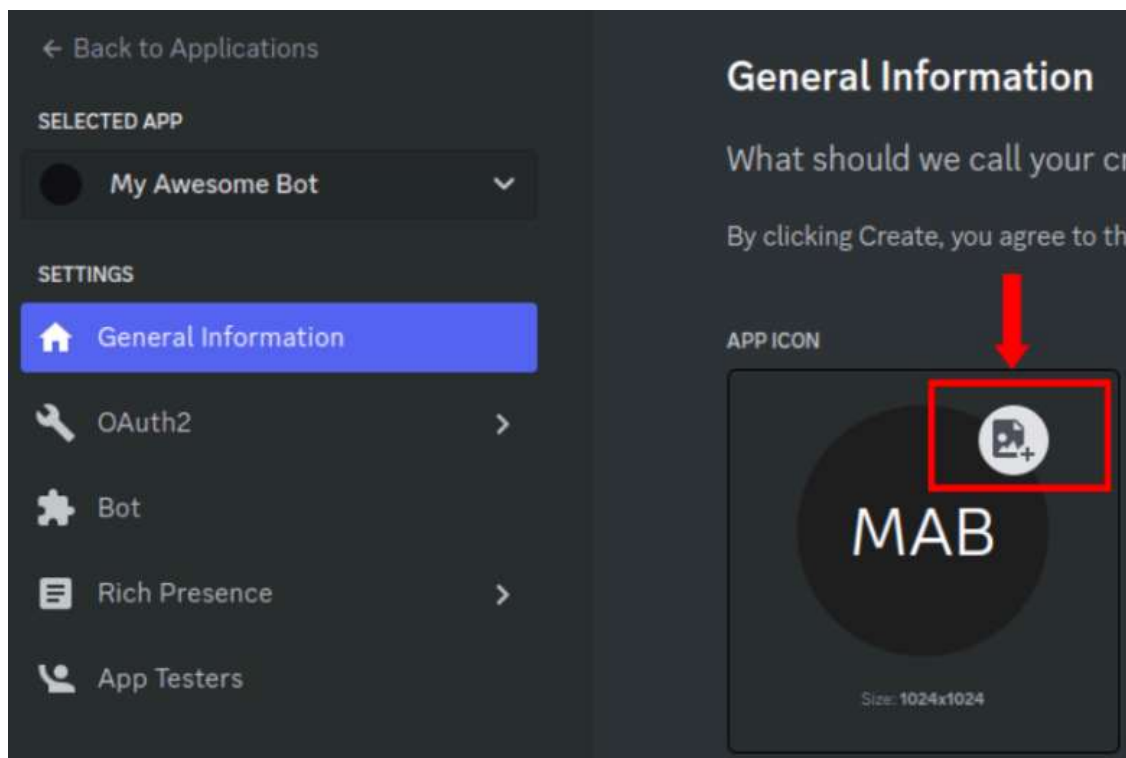 ← Back to Applications
SELECTED APP
My Awesome Bot
SETTINGS
General Information
OAuth2
Bot
Rich Presence
App Testers
General Information
What should we call your cr
By clicking Create, you agree to th
APP ICON
MAB
Size: 1024x1024